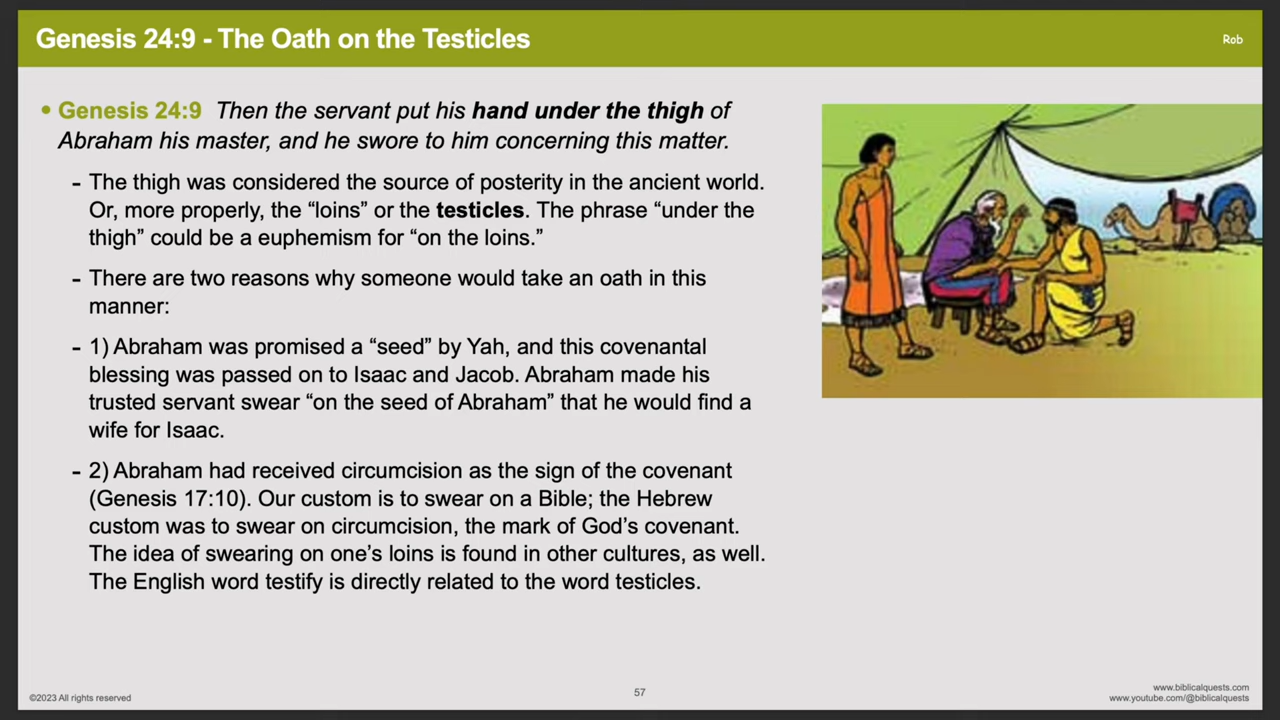 Genesis 24:9 - The Oath on the Testicles
Rob
• Genesis 24:9 Then the servant put his hand under the thigh of
Abraham his master, and he swore to him concerning this matter.
- The thigh was considered the source of posterity in the ancient world.
Or, more properly, the “loins” or the testicles. The phrase “under the
thigh” could be a euphemism for “on the loins.”
- There are two reasons why someone would take an oath in this
manner:
- 1) Abraham was promised a “seed” by Yah, and this covenantal
blessing was passed on to Isaac and Jacob. Abraham made his
trusted servant swear “on the seed of Abraham” that he would find a
wife for Isaac.
- 2) Abraham had received circumcision as the sign of the covenant
(Genesis 17:10). Our custom is to swear on a Bible; the Hebrew
custom was to swear on circumcision, the mark of God’s covenant.
The idea of swearing on one’s loins is found in other cultures, as well.
The English word testify is directly related to the word testicles.
©2023 All rights reserved
57
www.biblicalquests.com
www.youtube.com/@biblicalquests